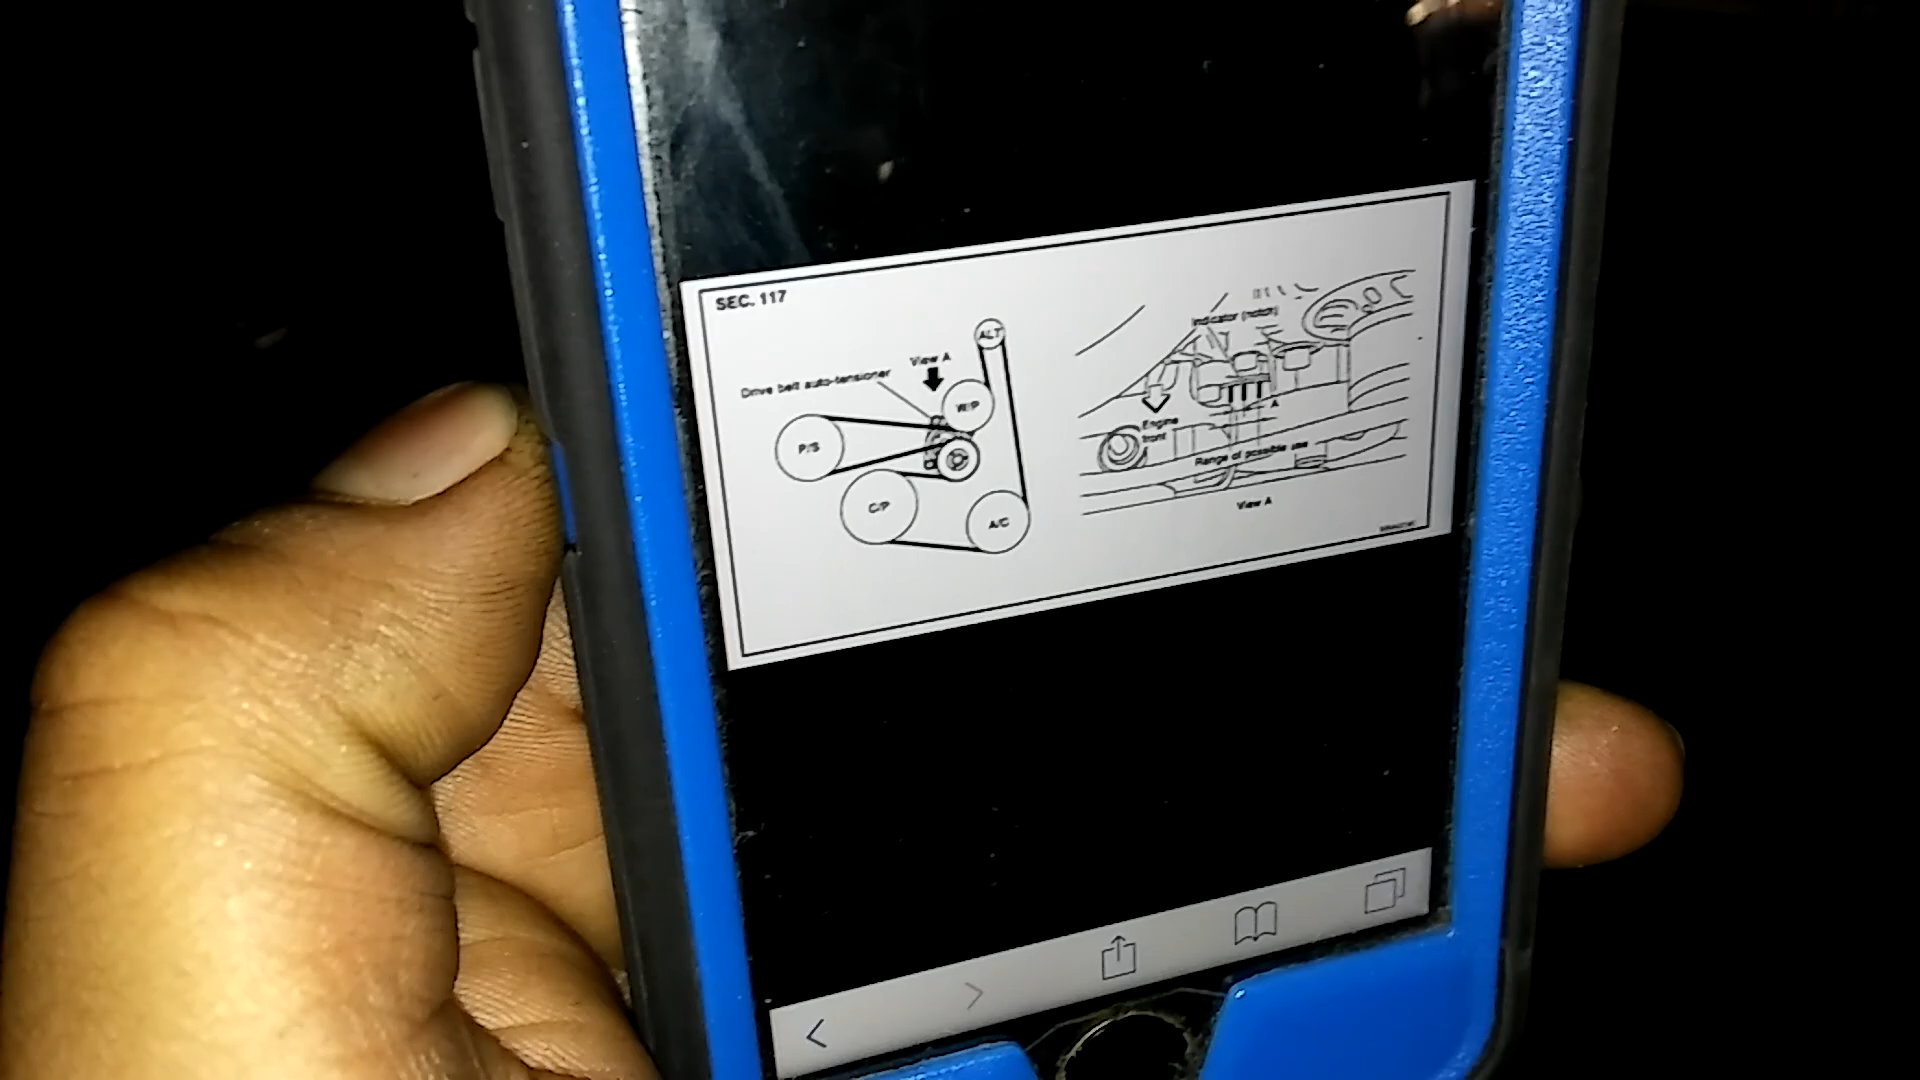 SEC. 117
ALT
View A
Drive belt auto-tensioner
W/P
P/S
C/P
A/C
Indicator (notch)
A
Engine
front
Range of possible use
View A